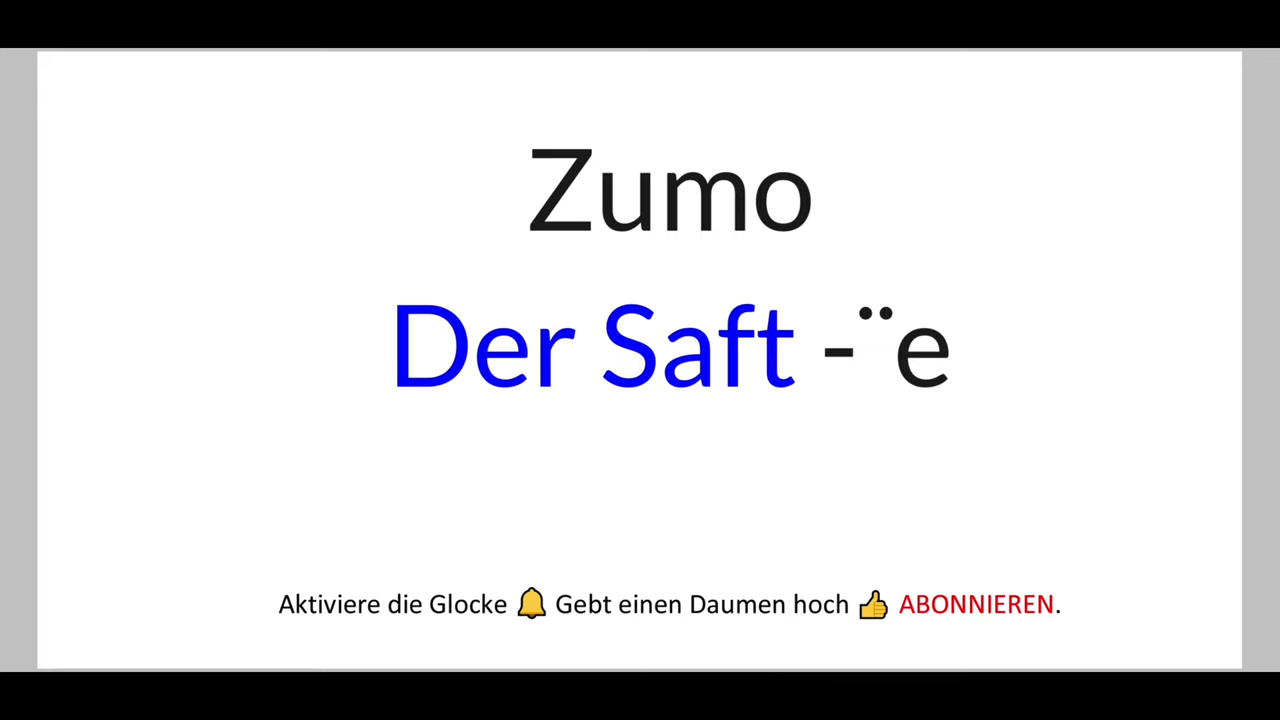 Zumo
Der Saft -¨e
Aktiviere die Glocke 🔔 Gebt einen Daumen hoch 👍 ABONNIEREN.